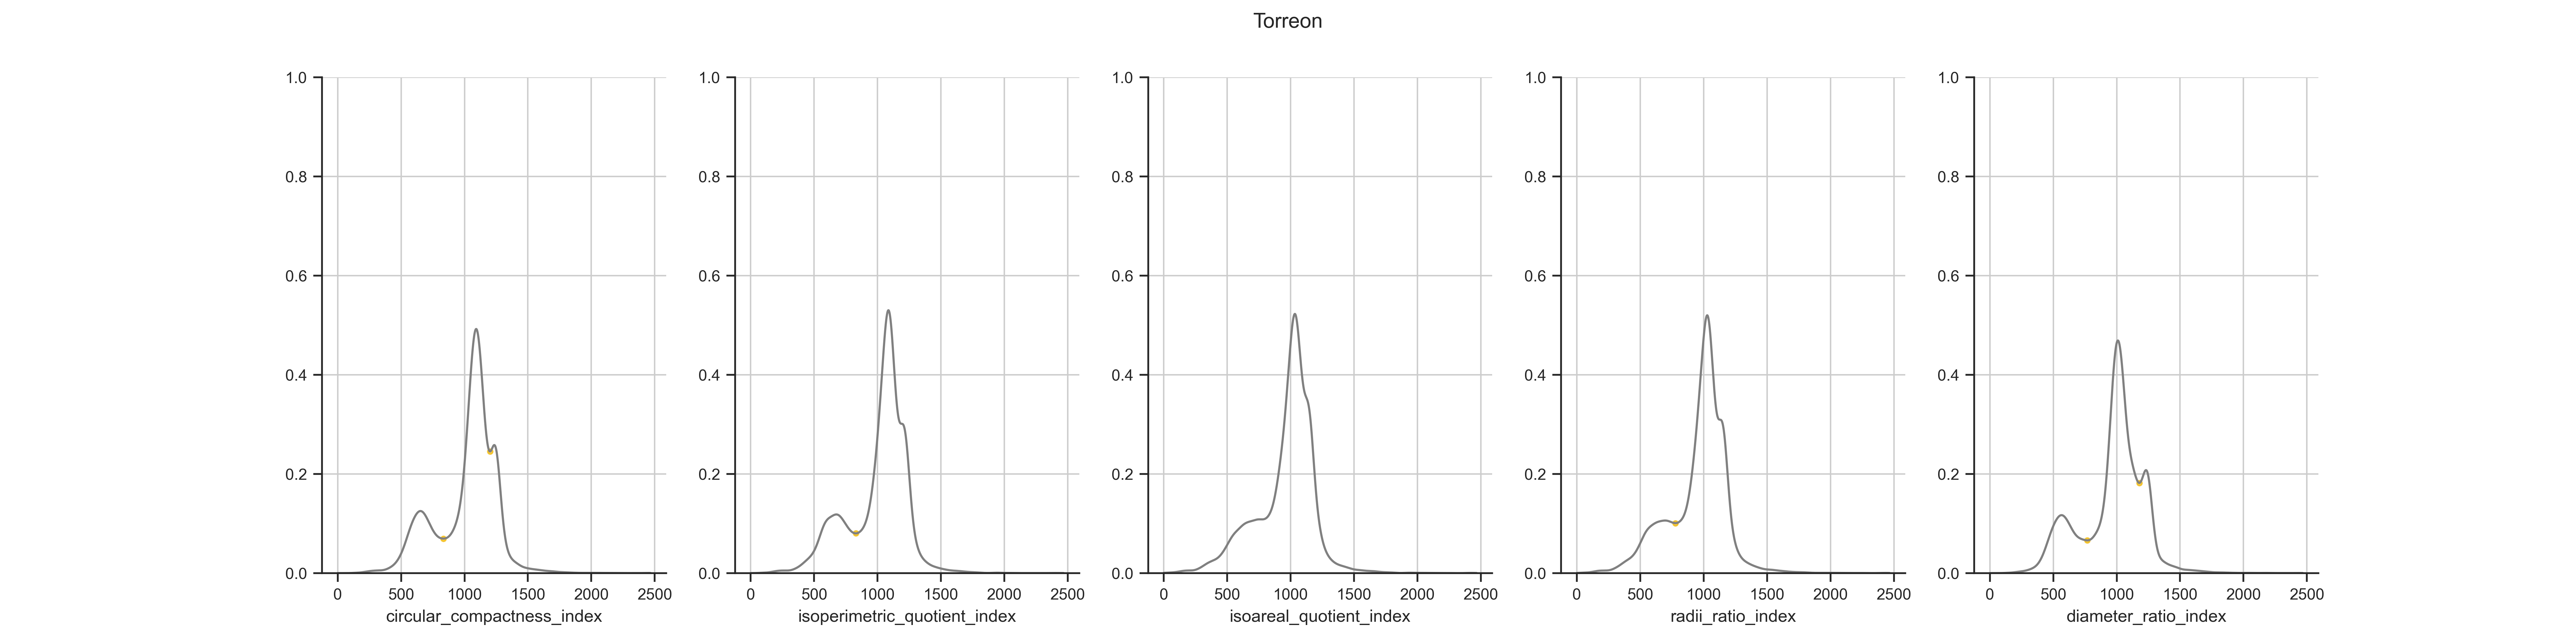 Torreon
1.0 1.0 1.0 1.0 1.0
0.8 0.8 0.8 0.8 0.8
0.6 0.6 0.6 0.6 0.6
0.4 0.4 0.4 0.4 0.4
0.2 0.2 0.2 0.2 0.2
0.0 0.0 0.0 0.0 0.0
0 500 1000 1500 2000 2500 0 500 1000 1500 2000 2500 0 500 1000 1500 2000 2500 0 500 1000 1500 2000 2500 0 500 1000 1500 2000 2500
circular_compactness_index isoperimetric_quotient_index isoareal_quotient_index radii_ratio_index diameter_ratio_index